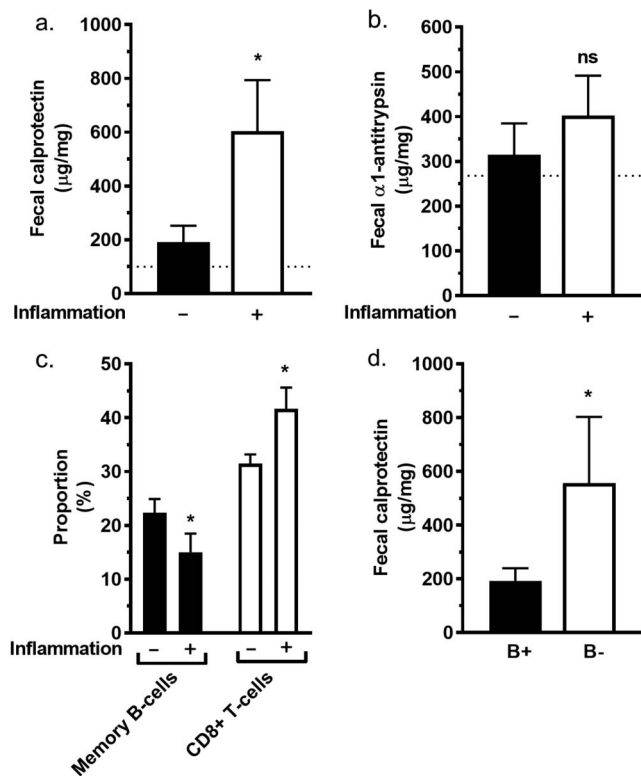 a.
Fecal calprotectin
(µg/mg)
1000
800
600
400
200
0
*
Inflammation
−
+
b.
Fecal α1-antitrypsin
(µg/mg)
600
500
400
300
300
200
100
0
ns
Inflammation
−
+
c.
Proportion
(%)
50
40
30
20
10
0
*
*
Inflammation
−
+
−
+
Memory B-cells
CD8+ T-cells
d.
Fecal calprotectin
(µg/mg)
1000
800
600
400
200
0
*
B+
B-